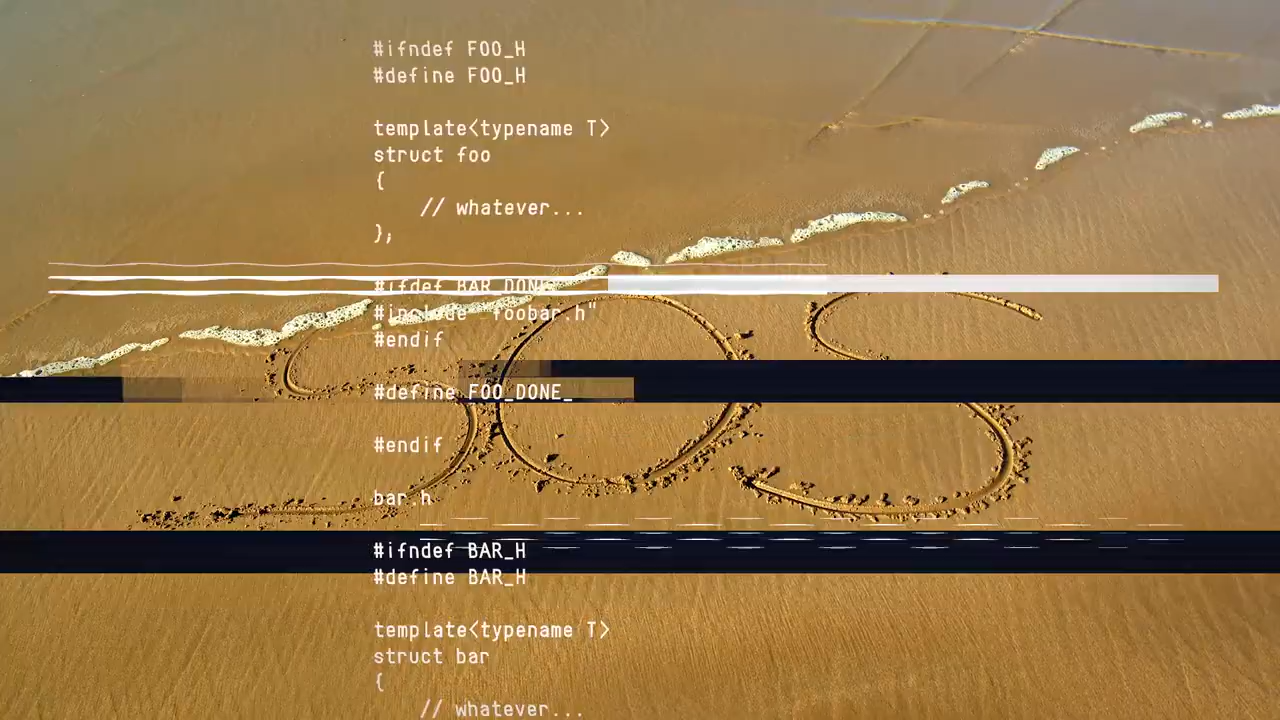 #ifndef FOO_H
#define FOO_H
template<typename T>
struct foo
{
// whatever...
};
#ifdef BAR_DONE_
#include "foobar.h"
#endif
#define FOO_DONE_
#endif
bar.h
#ifndef BAR_H
#define BAR_H
template<typename T>
struct bar
{
// whatever...
SOS